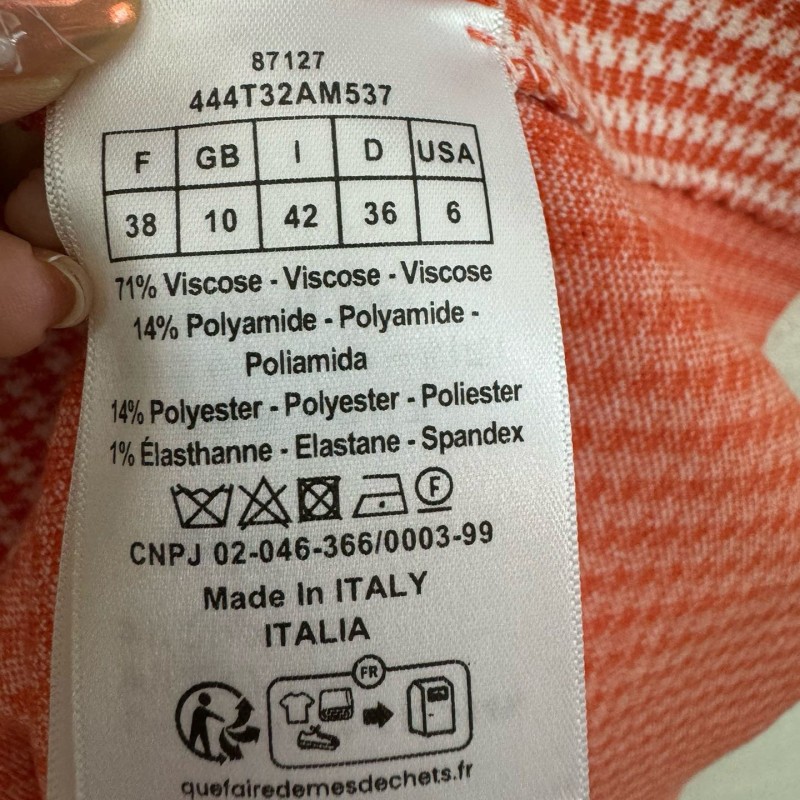 87127
444T32AM537
F GB I D USA
38 10 42 36 6
71% Viscose - Viscose - Viscose
14% Polyamide - Polyamide -
Poliamida
14% Polyester - Polyester - Poliester
1% Élasthanne - Elastane - Spandex
F
CNPJ 02-046-366/0003-99
Made In ITALY
ITALIA
FR
quefairedemesdechets.fr